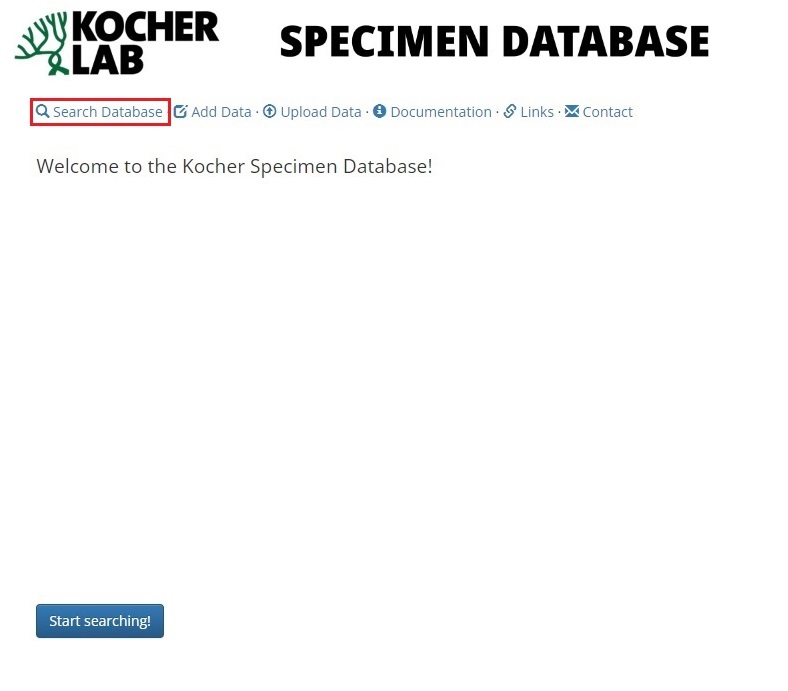 KOCHER
LAB
SPECIMEN DATABASE
Search Database Add Data · Upload Data · Documentation · Links · Contact
Welcome to the Kocher Specimen Database!
Start searching!